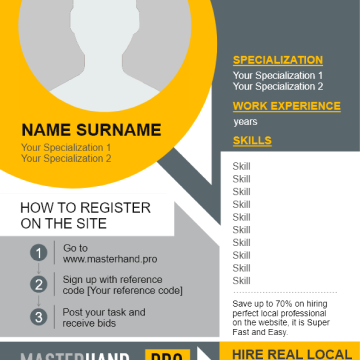 SPECIALIZATION
Your Specialization 1
Your Specialization 2
WORK EXPERIENCE
years
SKILLS
NAME SURNAME
Your Specialization 1
Your Specialization 2
Skill
Skill
Skill
Skill
Skill
Skill
Skill
Skill
Skill
Skill
HOW TO REGISTER
ON THE SITE
1 Go to
www.masterhand.pro
2 Sign up with reference
code [Your reference code]
3 Post your task and
receive bids
Save up to 70% on hiring
perfect local professional
on the website, it is Super
Fast and Easy.
MASTERHAND PRO
HIRE REAL LOCAL